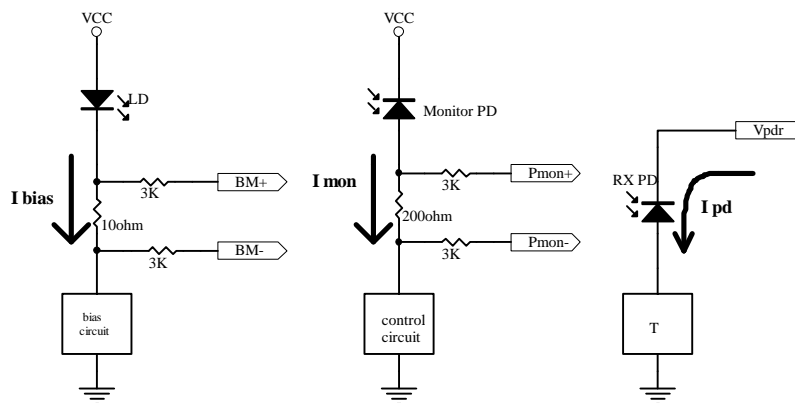 VCC
LD
I bias
3K
BM+
10ohm
3K
BM-
bias
circuit
VCC
Monitor PD
I mon
3K
Pmon+
200ohm
3K
Pmon-
control
circuit
Vpdr
RX PD
I pd
T